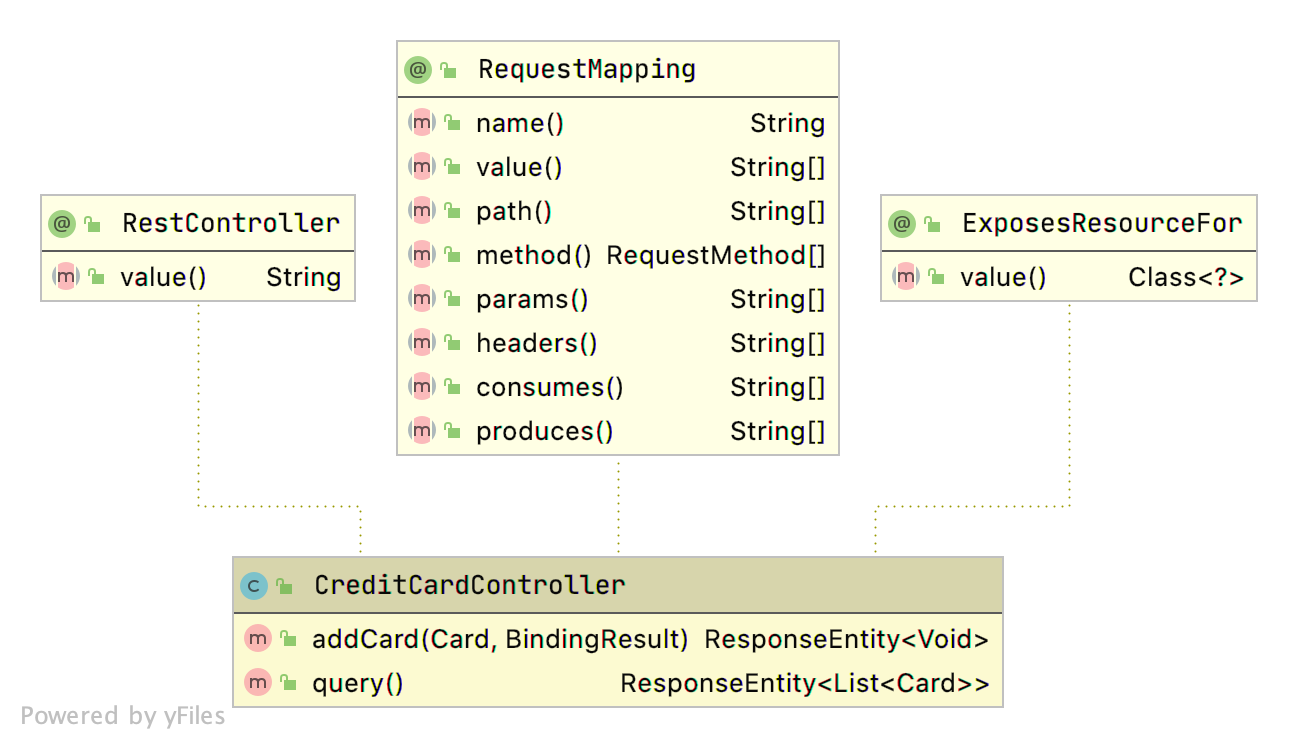 @ RequestMapping
m name() String
m value() String[]
m path() String[]
m method() RequestMethod[]
m params() String[]
m headers() String[]
m consumes() String[]
m produces() String[]
@ RestController
m value() String
@ ExposesResourceFor
m value() Class<?>
C CreditCardController
m addCard(Card, BindingResult) ResponseEntity<Void>
m query() ResponseEntity<List<Card>>
Powered by yFiles